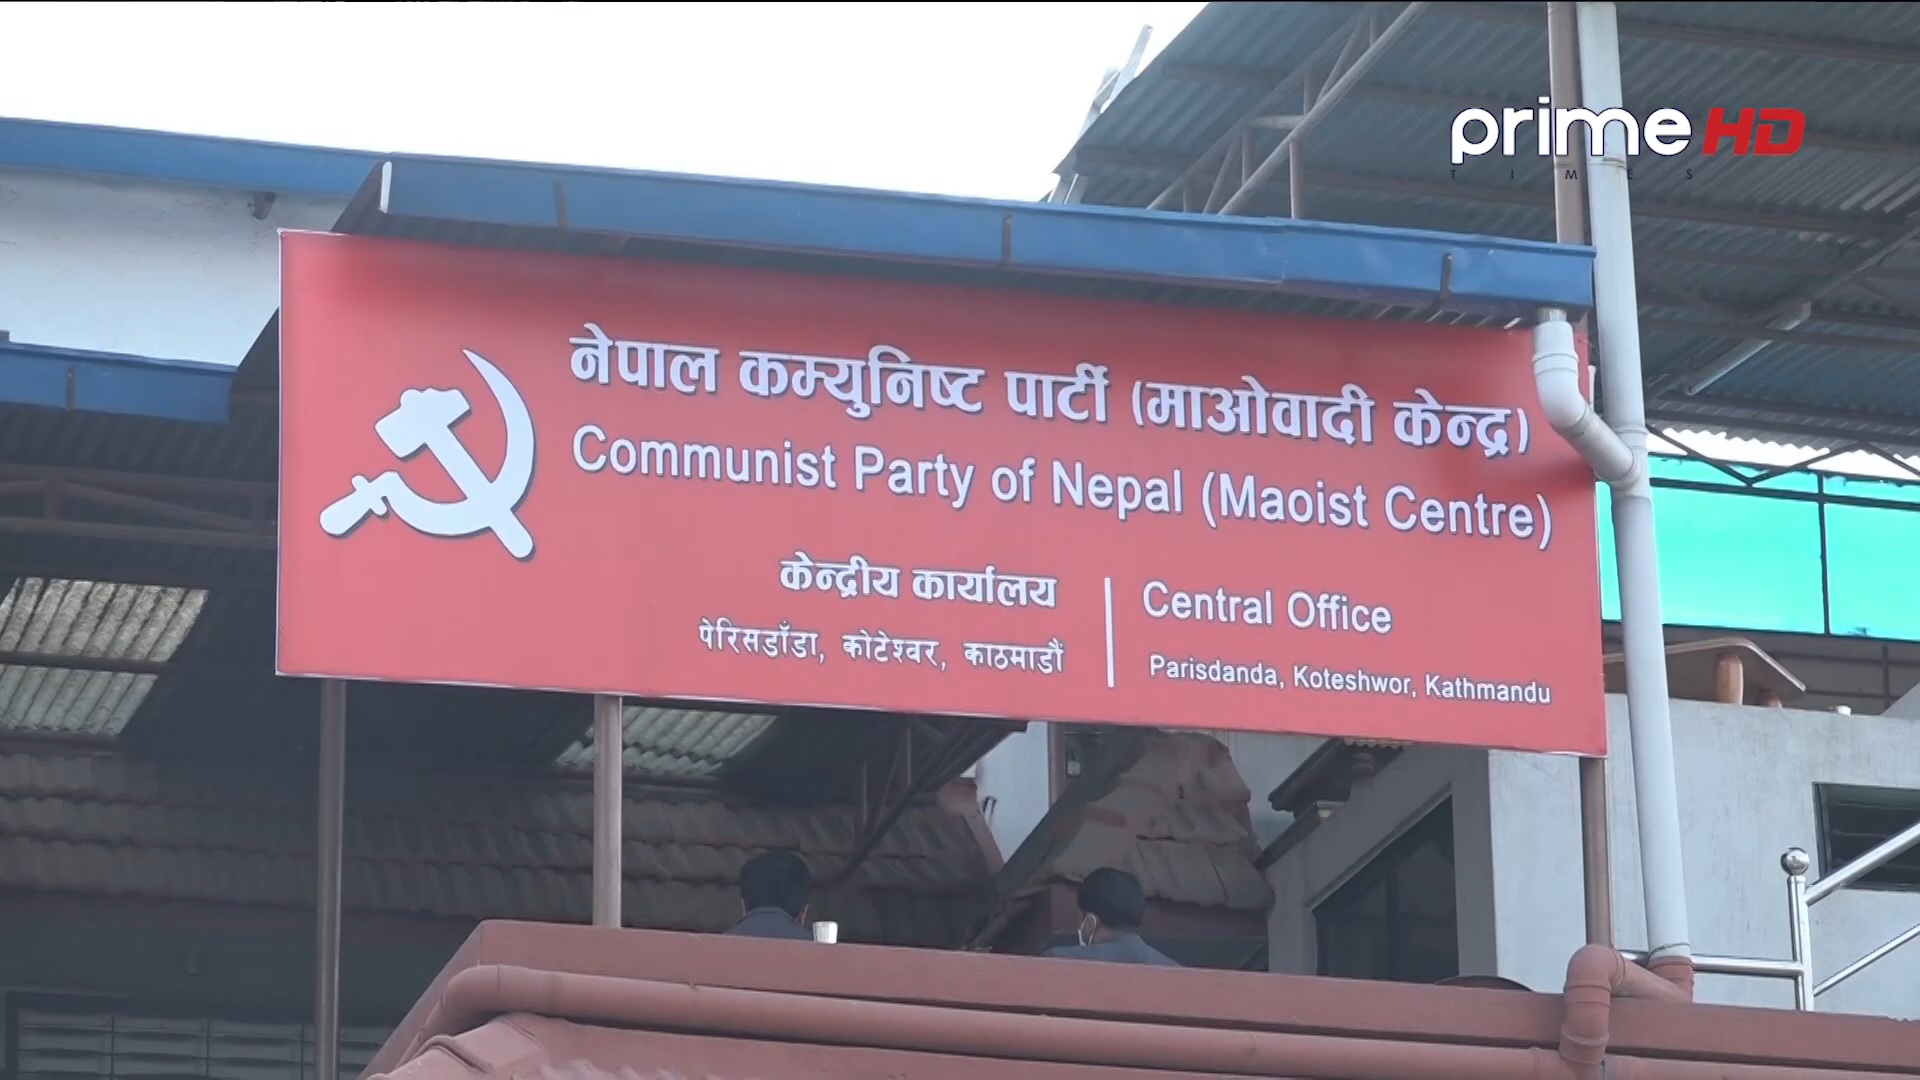 prime HD
TIMES
नेपाल कम्युनिष्ट पार्टी (माओवादी केन्द्र)
Communist Party of Nepal (Maoist Centre)
केन्द्रीय कार्यालय
पेरिसडाँडा, कोटेश्वर, काठमाडौं
Central Office
Parisdanda, Koteshwor, Kathmandu